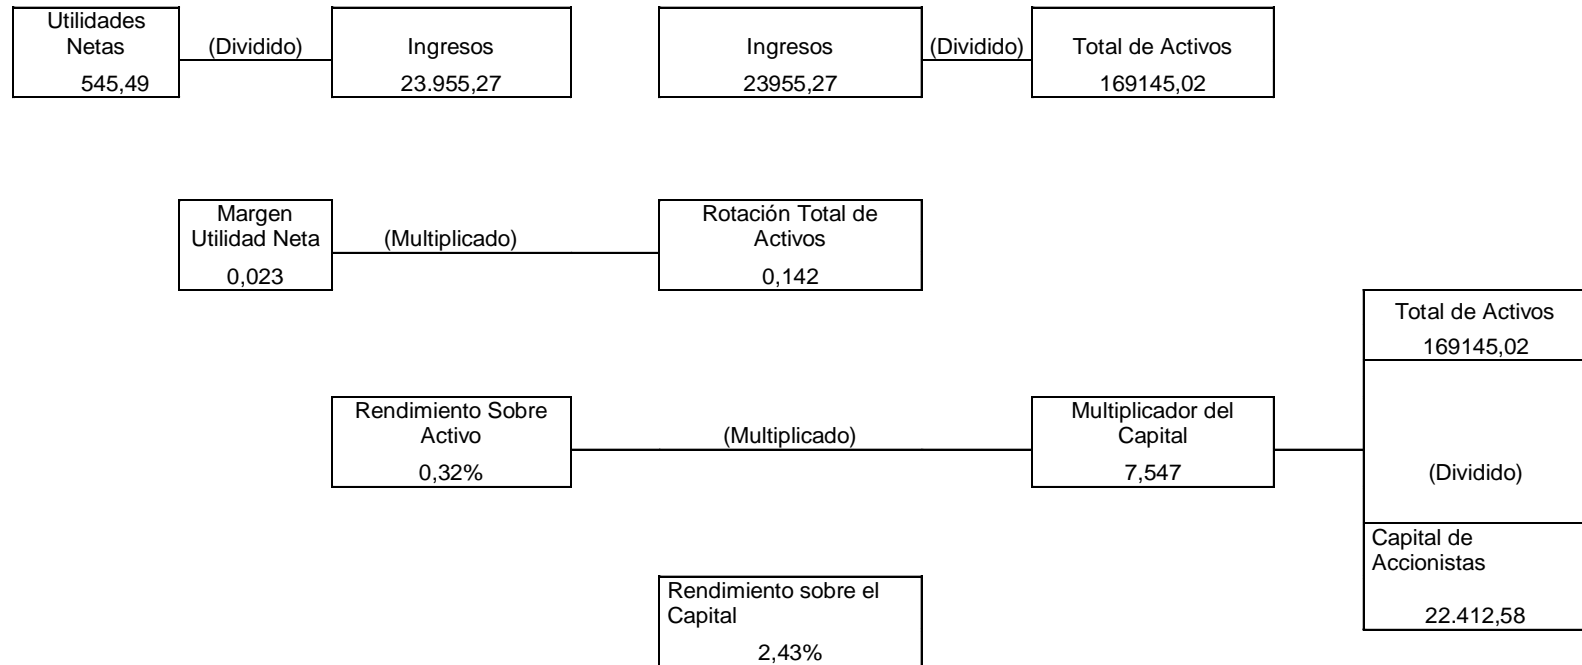 Utilidades
Netas
545,49
(Dividido)
Ingresos
23.955,27
Ingresos
23955,27
(Dividido)
Total de Activos
169145,02
Margen
Utilidad Neta
0,023
(Multiplicado)
Rotación Total de
Activos
0,142
Total de Activos
169145,02
Rendimiento Sobre
Activo
0,32%
(Multiplicado)
Multiplicador del
Capital
7,547
(Dividido)
Capital de
Accionistas
22.412,58
Rendimiento sobre el
Capital
2,43%